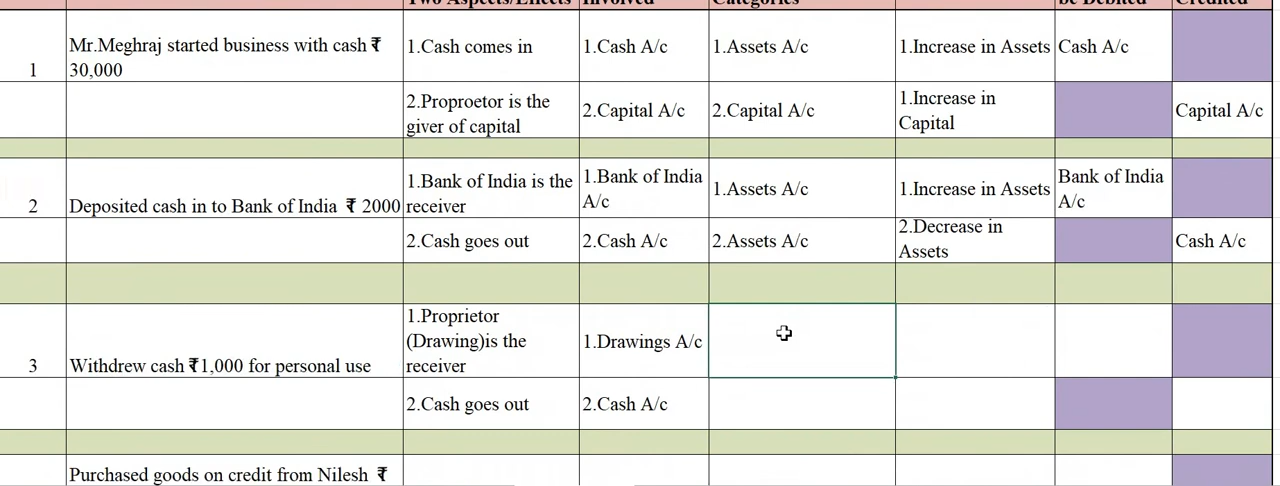 Two Aspects/Effects Involved Categories be Debited Credited
Mr.Meghraj started business with cash ₹
30,000
1
1.Cash comes in
1.Cash A/c
1.Assets A/c
1.Increase in Assets
Cash A/c
2.Proproetor is the
giver of capital
2.Capital A/c
2.Capital A/c
1.Increase in
Capital
Capital A/c
2
Deposited cash in to Bank of India ₹ 2000
1.Bank of India is the
receiver
1.Bank of India
A/c
1.Assets A/c
1.Increase in Assets
Bank of India
A/c
2.Cash goes out
2.Cash A/c
2.Assets A/c
2.Decrease in
Assets
Cash A/c
3
Withdrew cash ₹1,000 for personal use
1.Proprietor
(Drawing)is the
receiver
1.Drawings A/c
2.Cash goes out
2.Cash A/c
Purchased goods on credit from Nilesh ₹